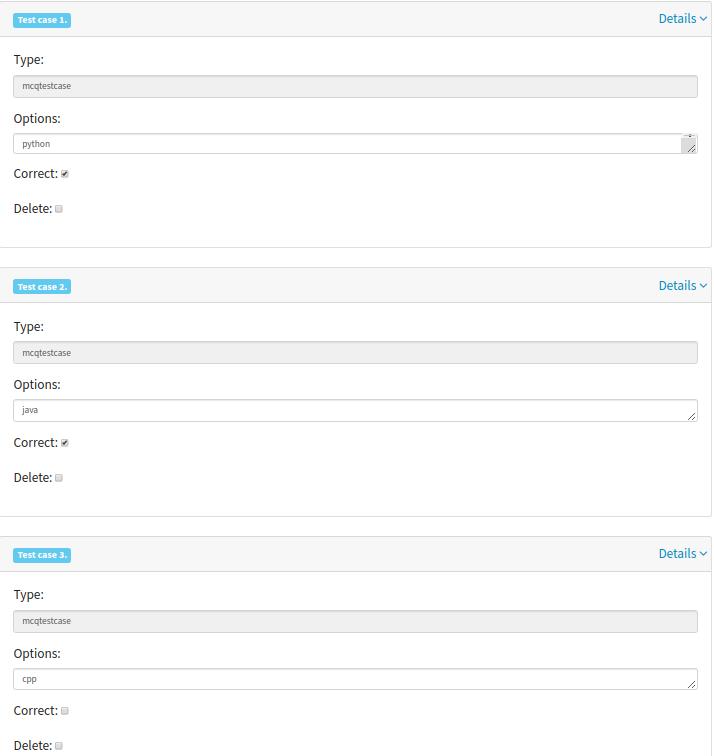 Test case 1.
Details
Type:
mcqtestcase
Options:
python
Correct:
Delete:
Test case 2.
Details
Type:
mcqtestcase
Options:
java
Correct:
Delete:
Test case 3.
Details
Type:
mcqtestcase
Options:
cpp
Correct:
Delete: